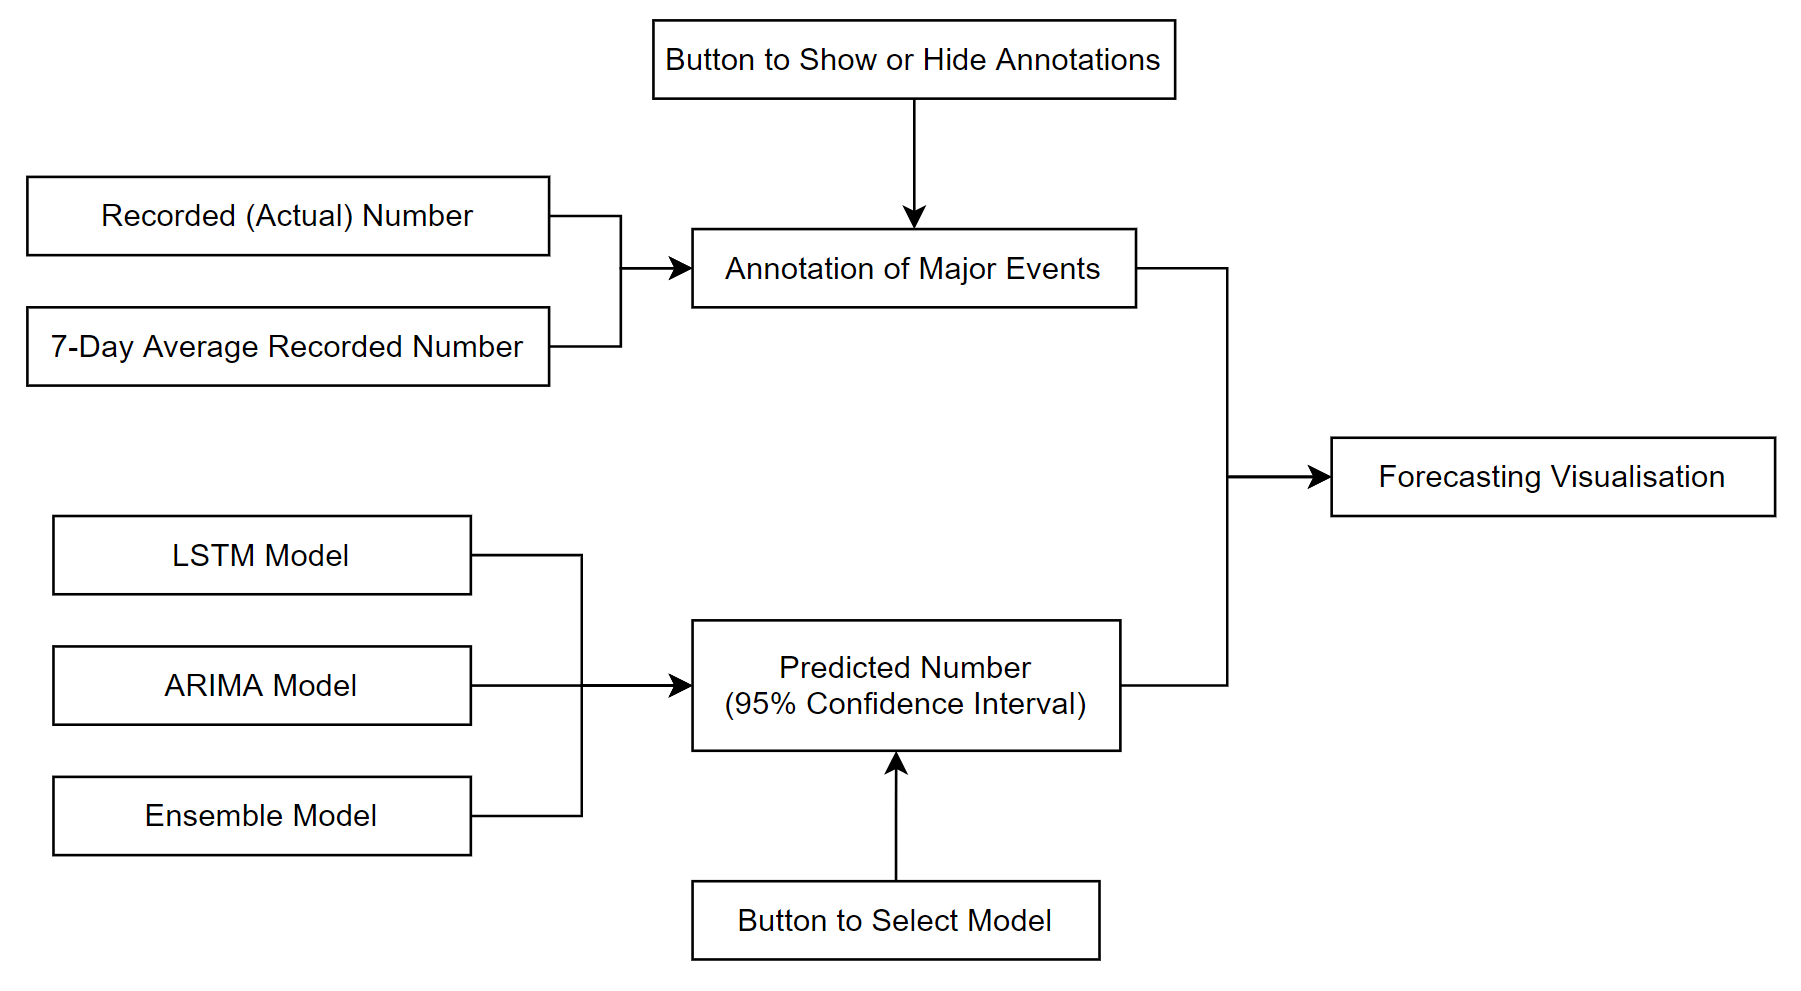 Button to Show or Hide Annotations
Recorded (Actual) Number
Annotation of Major Events
7-Day Average Recorded Number
Forecasting Visualisation
LSTM Model
ARIMA Model
Predicted Number
(95% Confidence Interval)
Ensemble Model
Button to Select Model